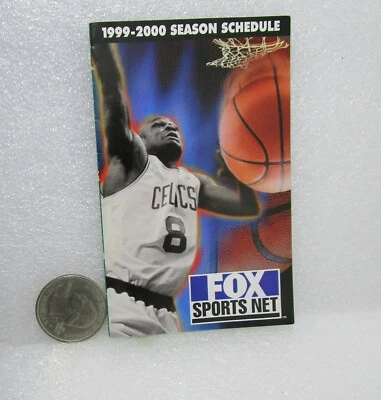 1999-2000 SEASON SCHEDULE
CELTICS
8
FOX
SPORTS NET